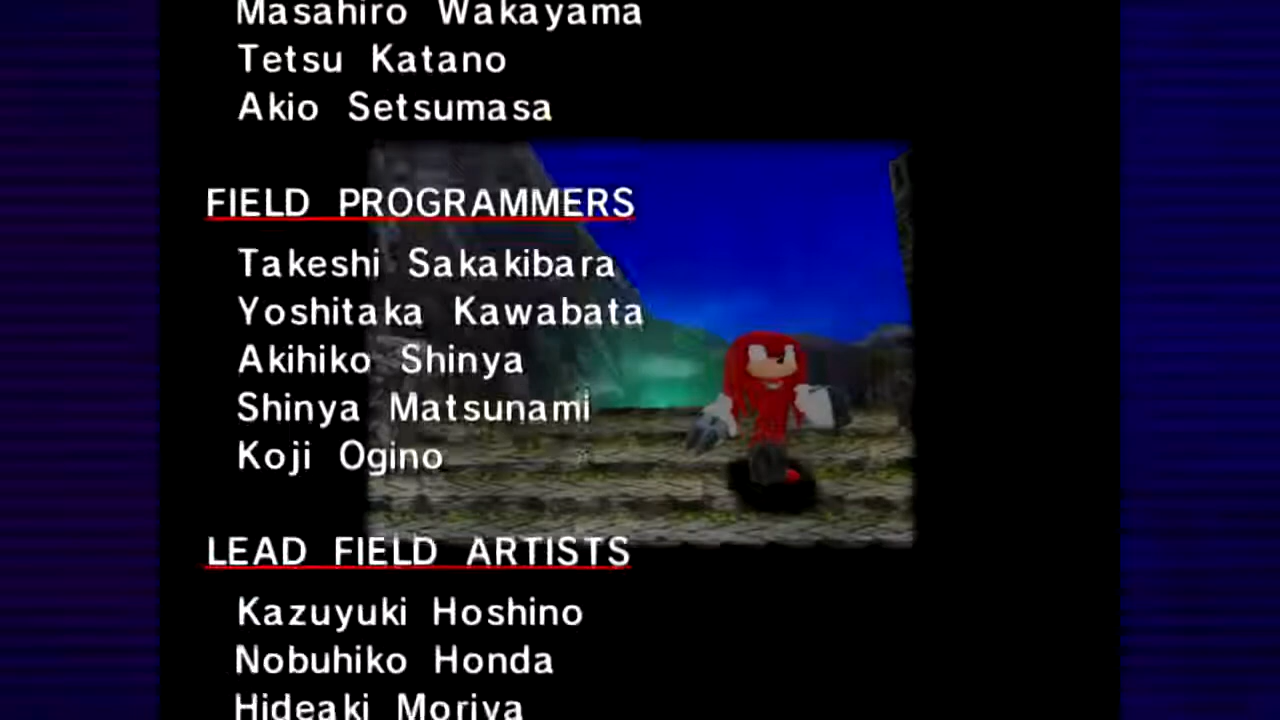 Masahiro Wakayama
Tetsu Katano
Akio Setsumasa
FIELD PROGRAMMERS
Takeshi Sakakibara
Yoshitaka Kawabata
Akihiko Shinya
Shinya Matsunami
Koji Ogino
LEAD FIELD ARTISTS
Kazuyuki Hoshino
Nobuhiko Honda
Hideaki Moriya